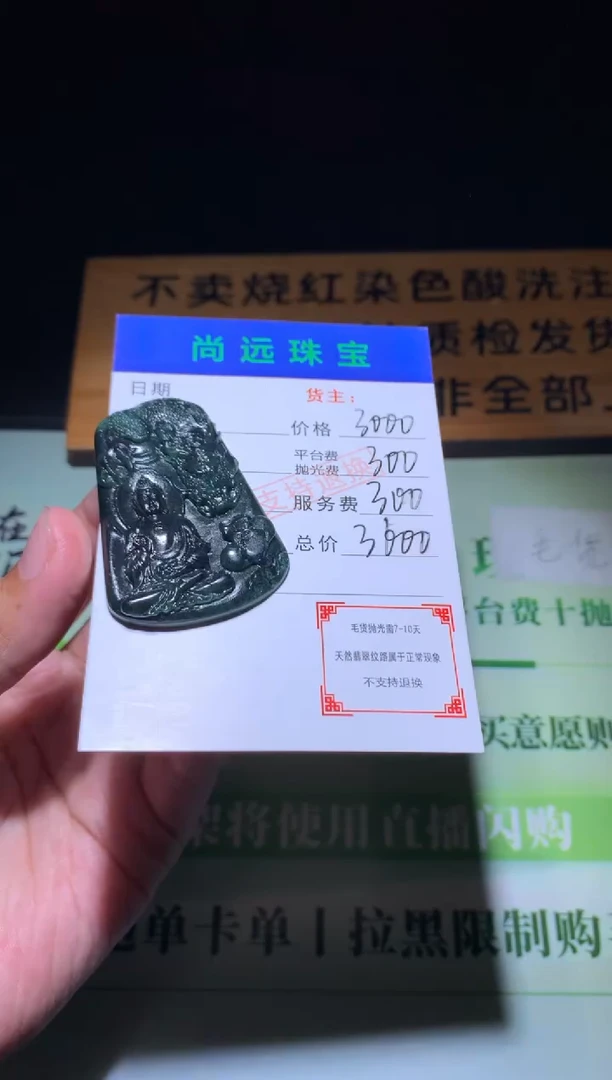 不卖烧红染色酸洗注
质检发货
非全部
尚远珠宝
日期
货主：
价格 3000
平台费
抛光费 300
支持退换
服务费 300
总价 3600
毛货抛光需7-10天
天然翡翠纹路属于正常现象
不支持退换
在
台费十抛
买意愿则
架将使用直播闪购
单卡单丨拉黑限制购